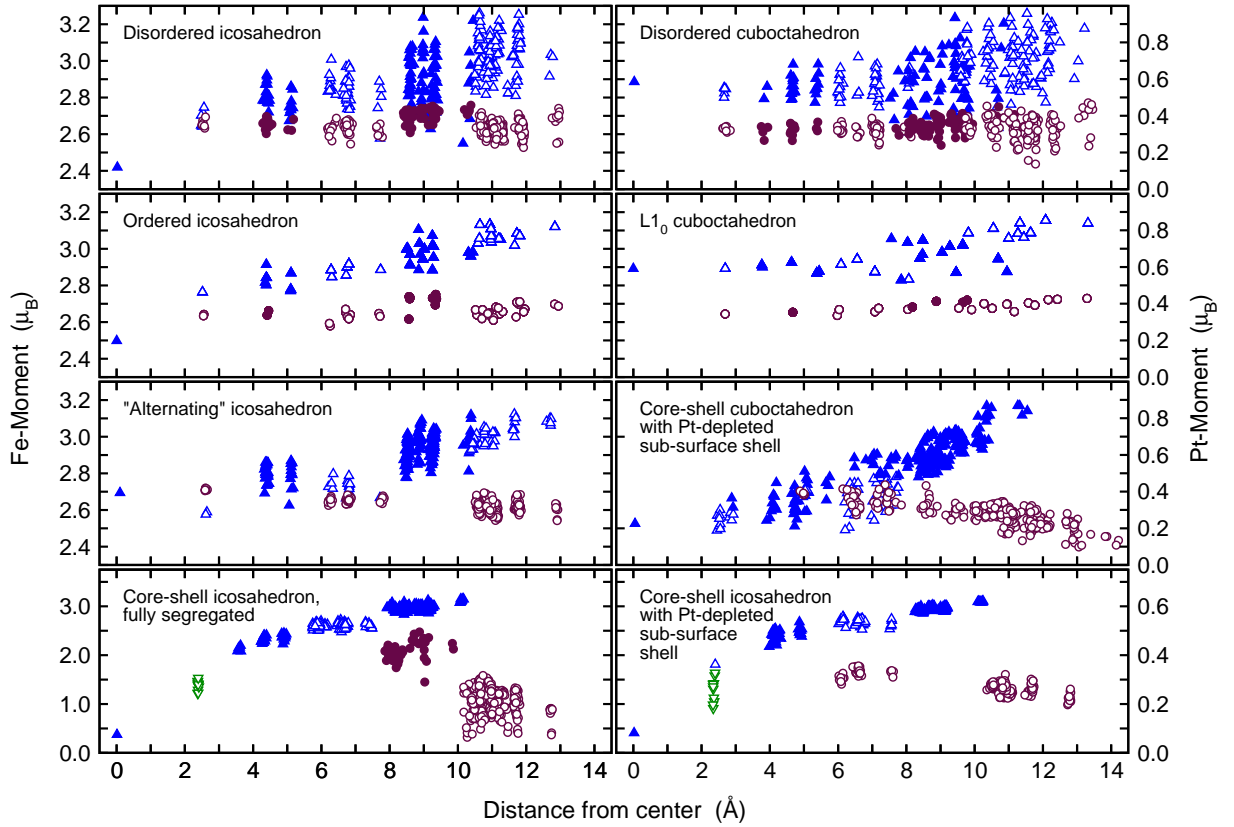 Disordered icosahedron
Disordered cuboctahedron
3.2
3.0
2.8
2.6
2.4
0.8
0.6
0.4
0.2
0.0
Ordered icosahedron
L1₀ cuboctahedron
3.2
3.0
2.8
2.6
2.4
2.3
0.8
0.6
0.4
0.2
0.0
"Alternating" icosahedron
Core-shell cuboctahedron
with Pt-depleted
sub-surface shell
3.2
3.0
2.8
2.6
2.4
0.8
0.6
0.4
0.2
0.0
Core-shell icosahedron,
fully segregated
Core-shell icosahedron
with Pt-depleted
sub-surface
shell
3.0
2.0
1.0
0.0
0.6
0.4
0.2
0.0
0 2 4 6 8 10 12 14
0 2 4 6 8 10 12 14
Fe-Moment (μB)
Pt-Moment (μB)
Distance from center (Å)